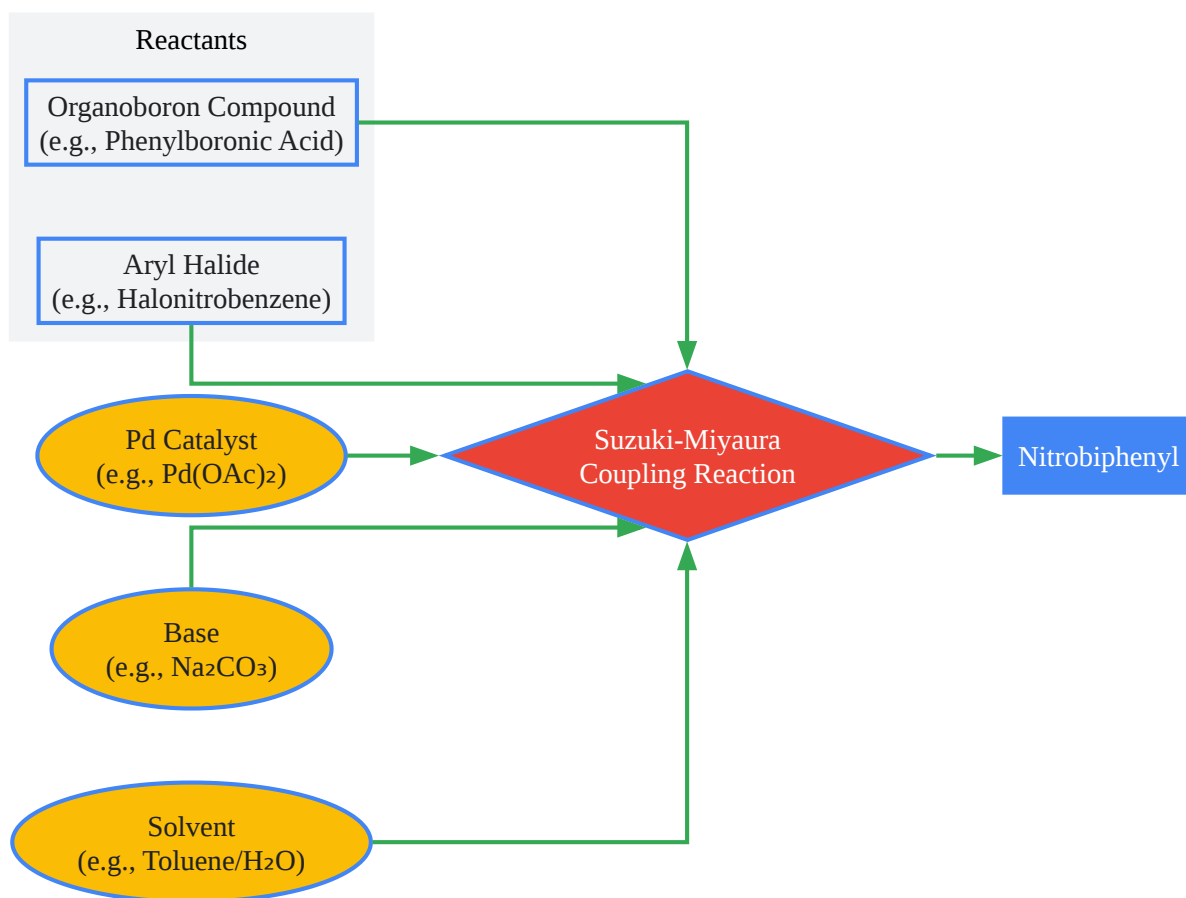 Reactants
Organoboron Compound
(e.g., Phenylboronic Acid)
Aryl Halide
(e.g., Halonitrobenzene)
Pd Catalyst
(e.g., Pd(OAc)₂)
Suzuki-Miyaura
Coupling Reaction
Nitrobiphenyl
Base
(e.g., Na₂CO₃)
Solvent
(e.g., Toluene/H₂O)